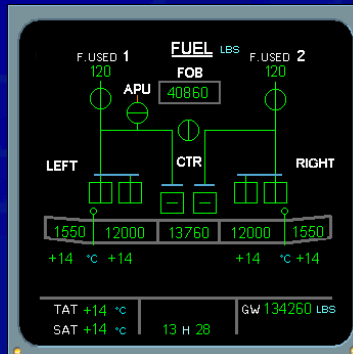 FUEL LBS
F.USED 1 F.USED 2
120 FOB 120
APU 40860
LEFT CTR RIGHT
1550 12000 13760 12000 1550
+14 °C +14 +14 °C +14
TAT +14 °C GW 134260 LBS
SAT +14 °C 13 H 28